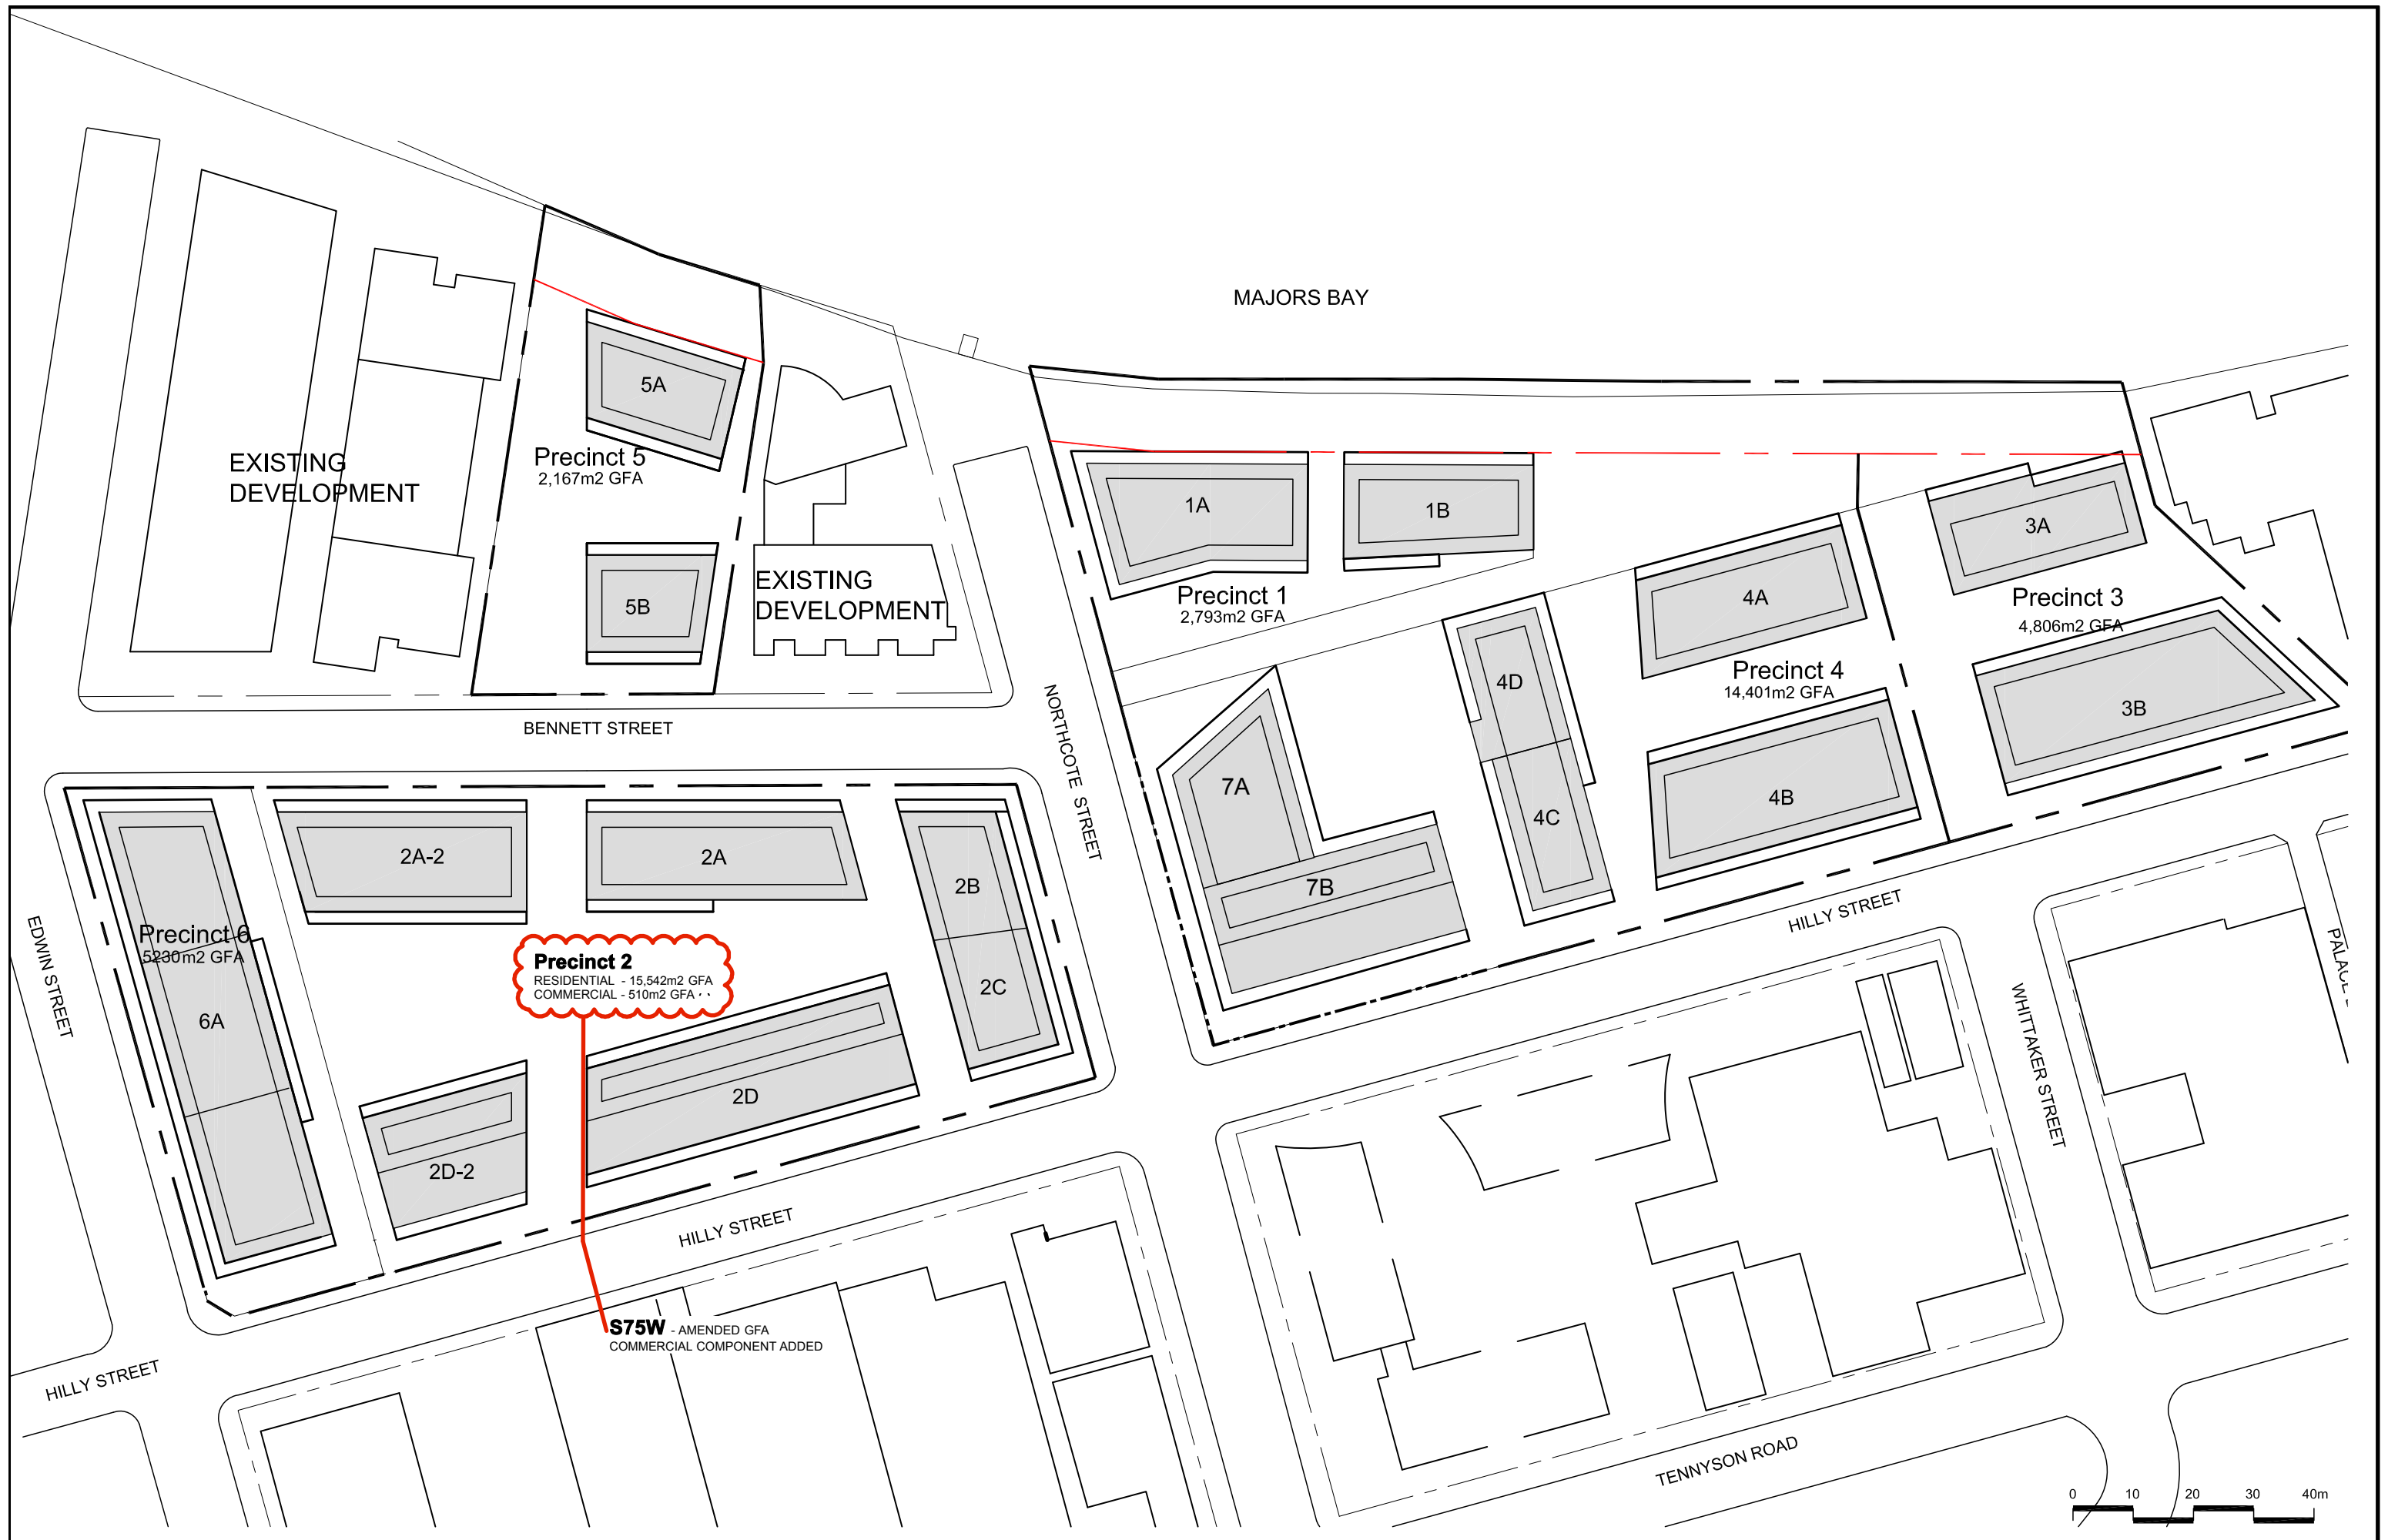 MAJORS BAY
EXISTING
DEVELOPMENT
Precinct 5
2,167m2 GFA
5A
5B
EXISTING
DEVELOPMENT
1A
1B
Precinct 1
2,793m2 GFA
3A
Precinct 3
4,806m2 GFA
3B
4A
Precinct 4
14,401m2 GFA
4B
4D
4C
7A
7B
BENNETT STREET
NORTHCOTE STREET
2A-2
2A
2B
2C
Precinct 6
5230m2 GFA
6A
EDWIN STREET
Precinct 2
RESIDENTIAL - 15,542m2 GFA
COMMERCIAL - 510m2 GFA
2D
2D-2
HILLY STREET
HILLY STREET
HILLY STREET
WHITTAKER STREET
S75W - AMENDED GFA
COMMERCIAL COMPONENT ADDED
TENNYSON ROAD
0 10 20 30 40m